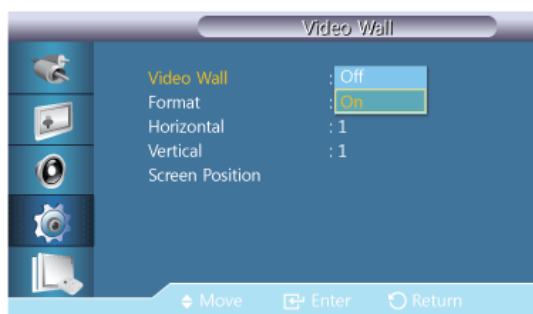 Video Wall
Video Wall : Off
Format : On
Horizontal : 1
Vertical : 1
Screen Position
Move Enter Return